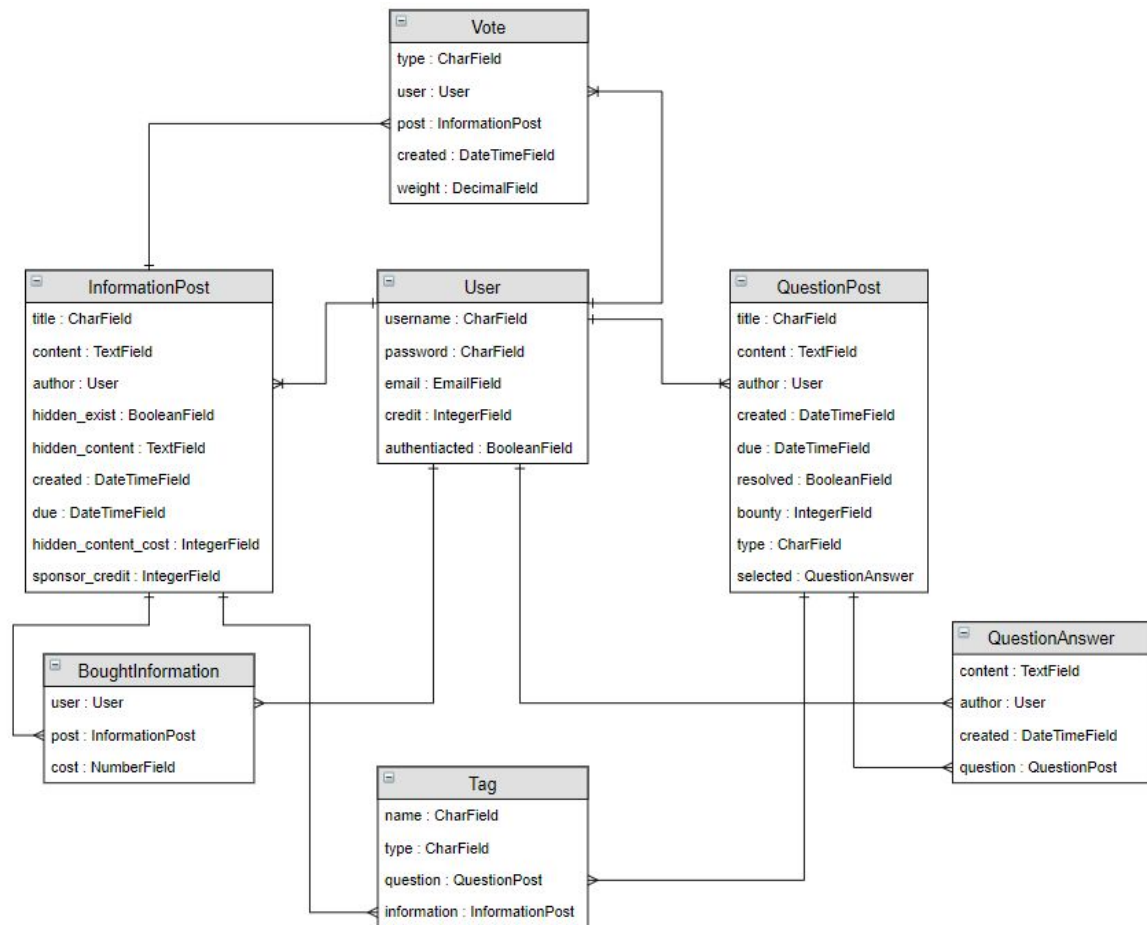 Vote
type : CharField
user : User
post : InformationPost
created : DateTimeField
weight : DecimalField
InformationPost
title : CharField
content : TextField
author : User
hidden_exist : BooleanField
hidden_content : TextField
created : DateTimeField
due : DateTimeField
hidden_content_cost : IntegerField
sponsor_credit : IntegerField
User
username : CharField
password : CharField
email : EmailField
credit : IntegerField
authentiacted : BooleanField
QuestionPost
title : CharField
content : TextField
author : User
created : DateTimeField
due : DateTimeField
resolved : BooleanField
bounty : IntegerField
type : CharField
selected : QuestionAnswer
BoughtInformation
user : User
post : InformationPost
cost : NumberField
QuestionAnswer
content : TextField
author : User
created : DateTimeField
question : QuestionPost
Tag
name : CharField
type : CharField
question : QuestionPost
information : InformationPost